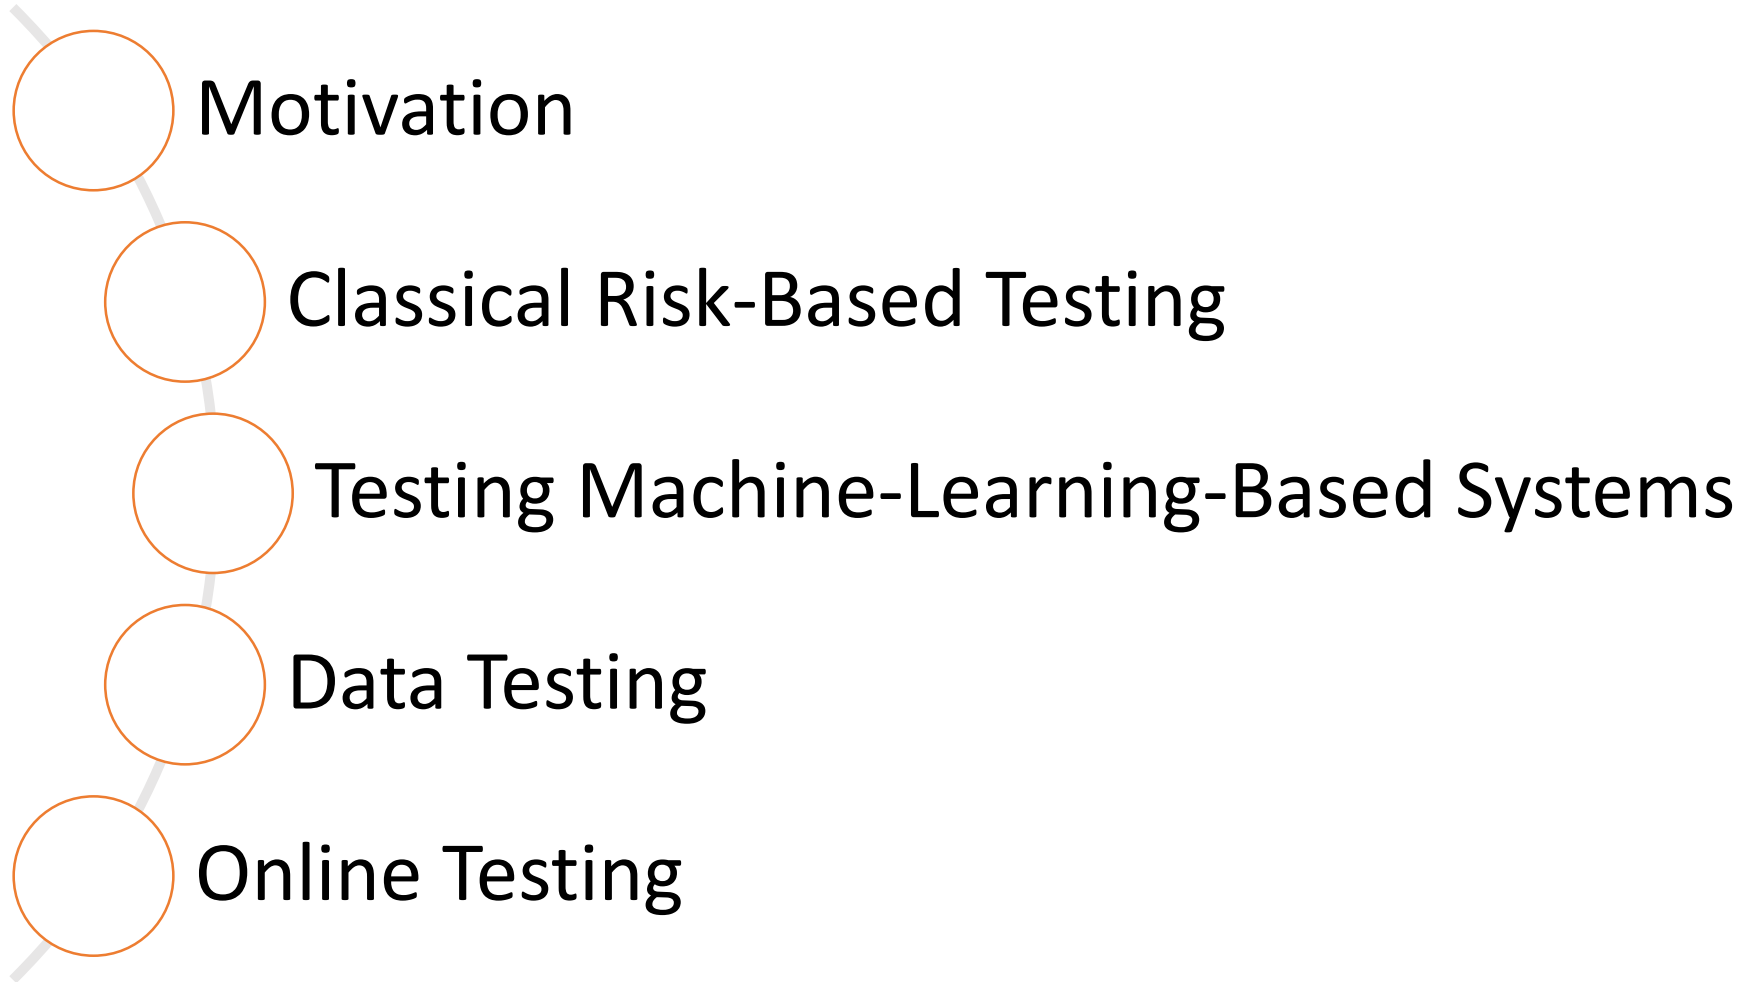 Motivation
Classical Risk-Based Testing
Testing Machine-Learning-Based Systems
Data Testing
Online Testing